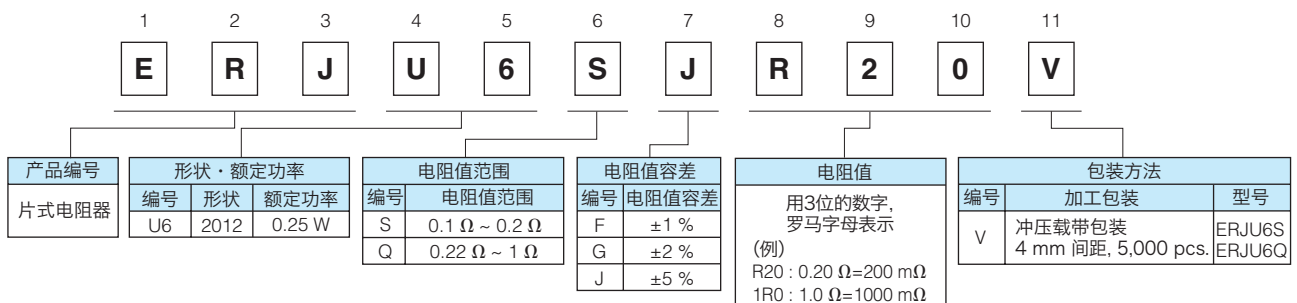 1 2 3 4 5 6 7 8 9 10 11
E R J U 6 S J R 2 0 V
产品编号
片式电阻器
形状・额定功率
编号 形状 额定功率
U6 2012 0.25 W
电阻值范围
编号 电阻值范围
S 0.1 Ω ~ 0.2 Ω
Q 0.22 Ω ~ 1 Ω
电阻值容差
编号 电阻值容差
F ±1 %
G ±2 %
J ±5 %
电阻值
用3位的数字,
罗马字母表示
(例)
R20 : 0.20 Ω=200 mΩ
1R0 : 1.0 Ω=1000 mΩ
包装方法
编号 加工包装 型号
V 冲压载带包装 ERJU6S
4 mm 间距, 5,000 pcs. ERJU6Q